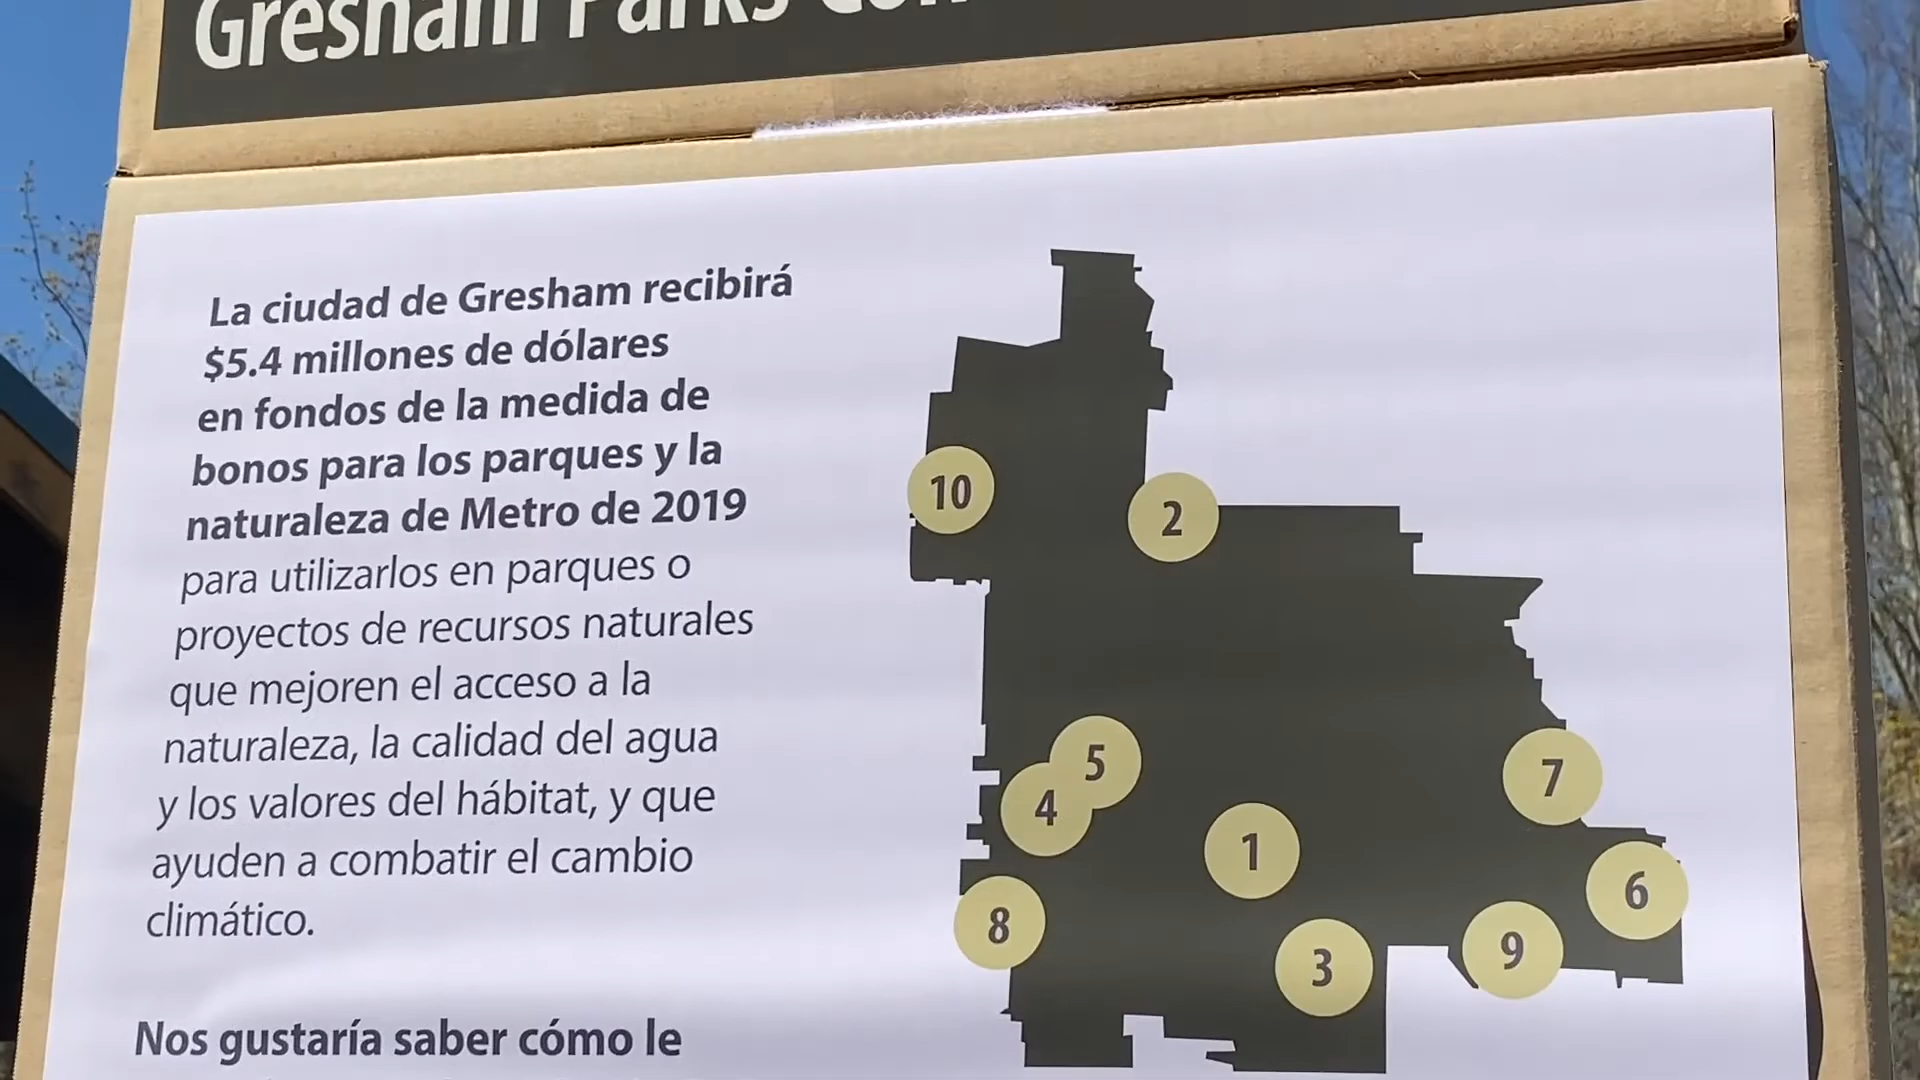 Gresham Parks
La ciudad de Gresham recibirá
$5.4 millones de dólares
en fondos de la medida de
bonos para los parques y la
naturaleza de Metro de 2019
para utilizarlos en parques o
proyectos de recursos naturales
que mejoren el acceso a la
naturaleza, la calidad del agua
y los valores del hábitat, y que
ayuden a combatir el cambio
climático.
Nos gustaría saber cómo le
10
2
5
4
7
1
6
8
9
3